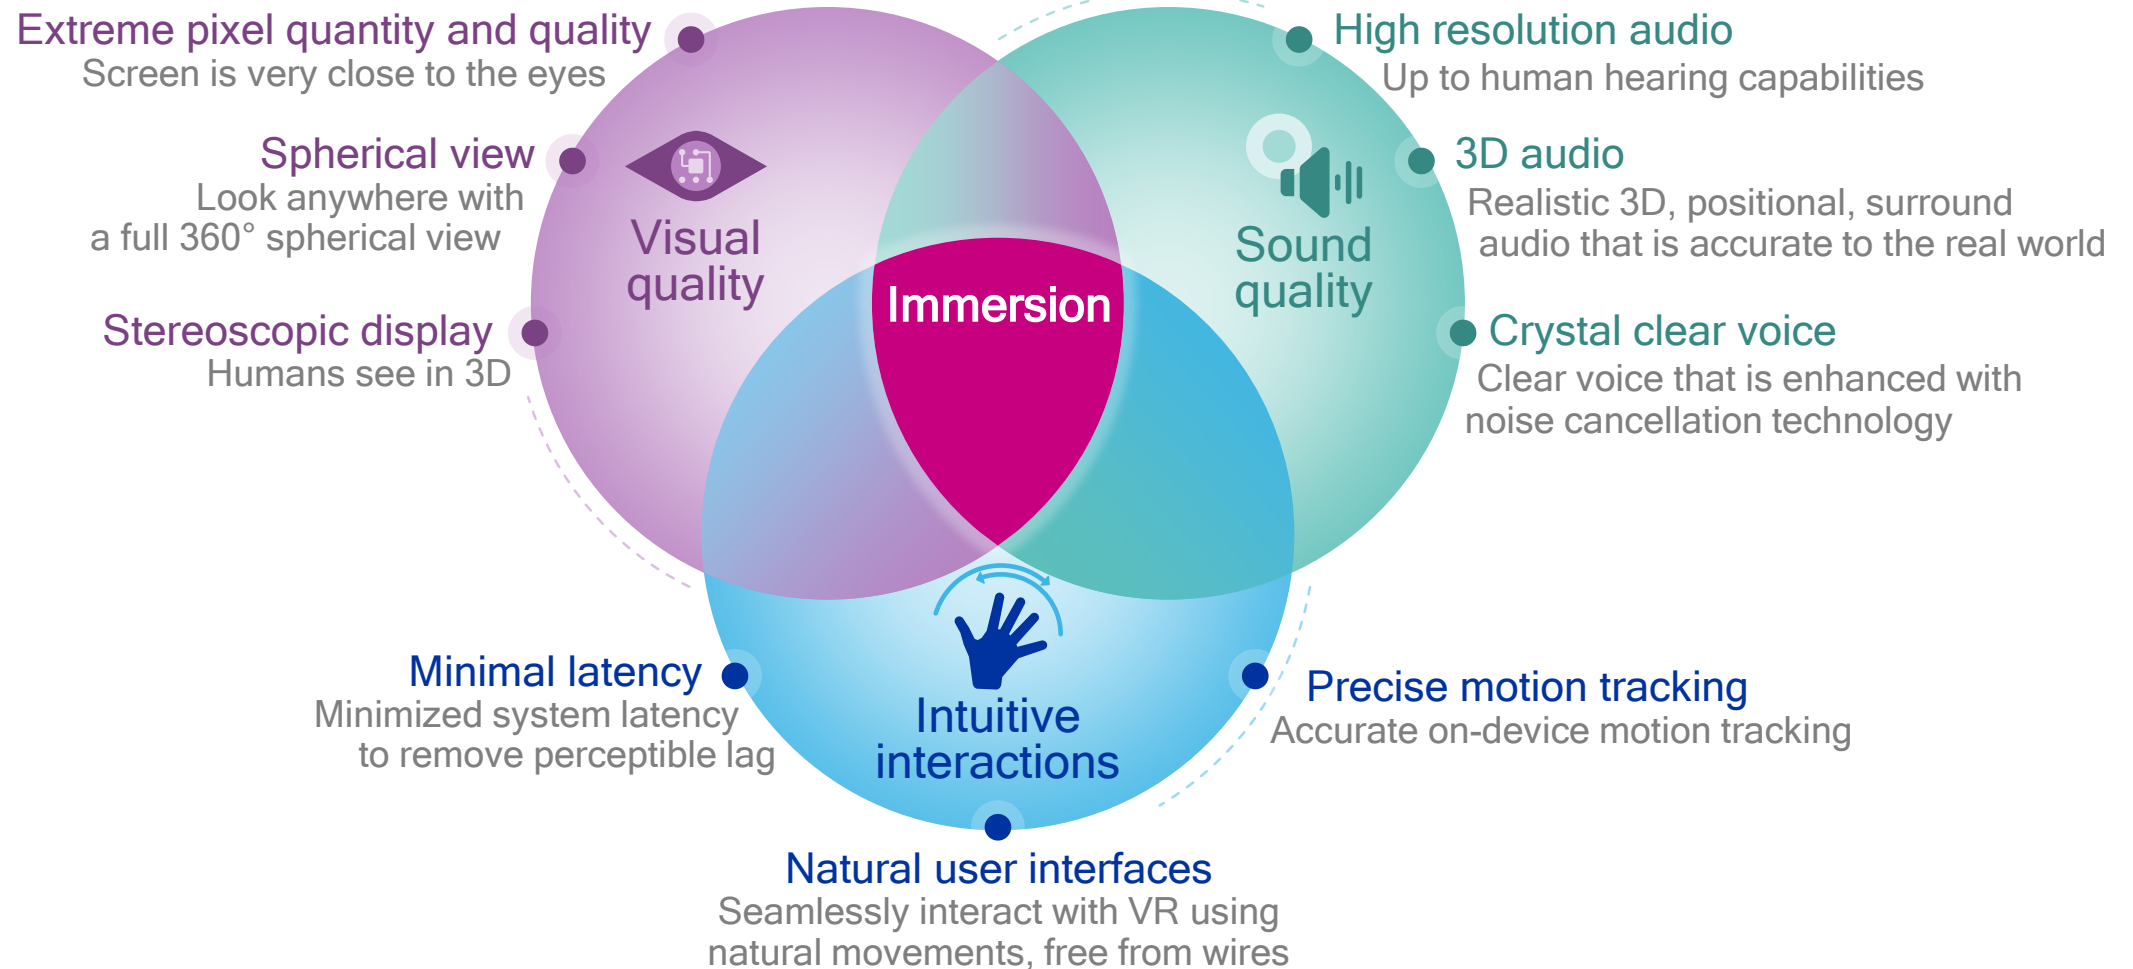 Extreme pixel quantity and quality
Screen is very close to the eyes
Spherical view
Look anywhere with
a full 360° spherical view
Stereoscopic display
Humans see in 3D
Visual
quality
Immersion
Sound
quality
High resolution audio
Up to human hearing capabilities
3D audio
Realistic 3D, positional, surround
audio that is accurate to the real world
Crystal clear voice
Clear voice that is enhanced with
noise cancellation technology
Minimal latency
Minimized system latency
to remove perceptible lag
Intuitive
interactions
Precise motion tracking
Accurate on-device motion tracking
Natural user interfaces
Seamlessly interact with VR using
natural movements, free from wires